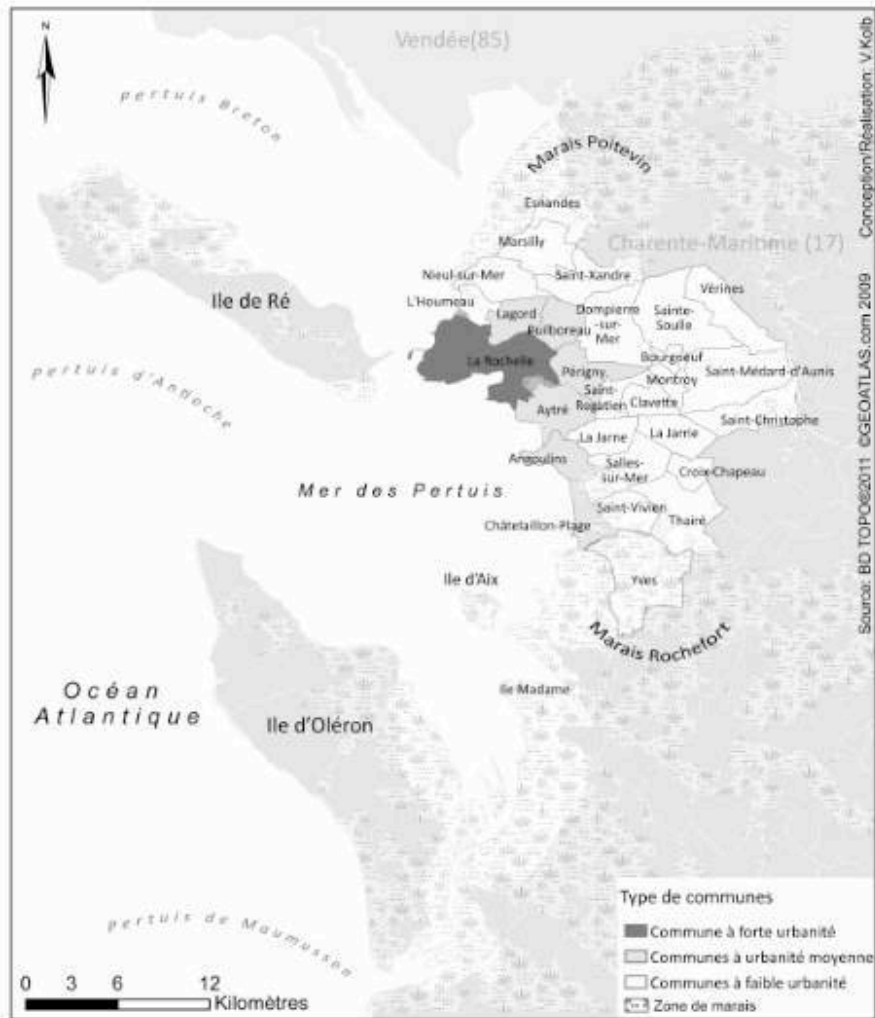 N
Vendée(85)
pertuis Breton
Marais Poitevin
Esnandes
Marsilly
Charente-Maritime (17)
Nieul-sur-Mer
Saint-Xandre
Vérines
L'Houmeau
Ile de Ré
Lagord
Dompierre
-sur-
Mer
Sainte-
Soulle
Puilboreau
La Rochelle
Bourgneuf
Périgny
Montroy
Saint-Médard-d'Aunis
pertuis d'Antioche
Saint-
Rogatien
Clavette
Aytré
Saint-Christophe
La Jarne
La Jarrie
Angoulins
Salles-
sur-Mer
Croix-Chapeau
Mer des Pertuis
Saint-Vivien
Thairé
Châtelaillon-Plage
Ile d'Aix
Yves
Marais Rochefort
Océan
Atlantique
Ile Madame
Ile d'Oléron
pertuis de Maumusson
Type de communes
Commune à forte urbanité
Communes à urbanité moyenne
Communes à faible urbanité
Zone de marais
0 3 6 12
Kilomètres
Source: BD TOPO®2011 ©GEOATLAS.com 2009 Conception/Réalisation: V.Kolb